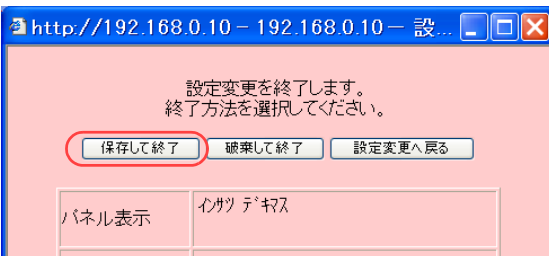 http://192.168.0.10 - 192.168.0.10 - 設...
設定変更を終了します。
終了方法を選択してください。
保存して終了 破棄して終了 設定変更へ戻る
パネル表示 インサツ デキマス